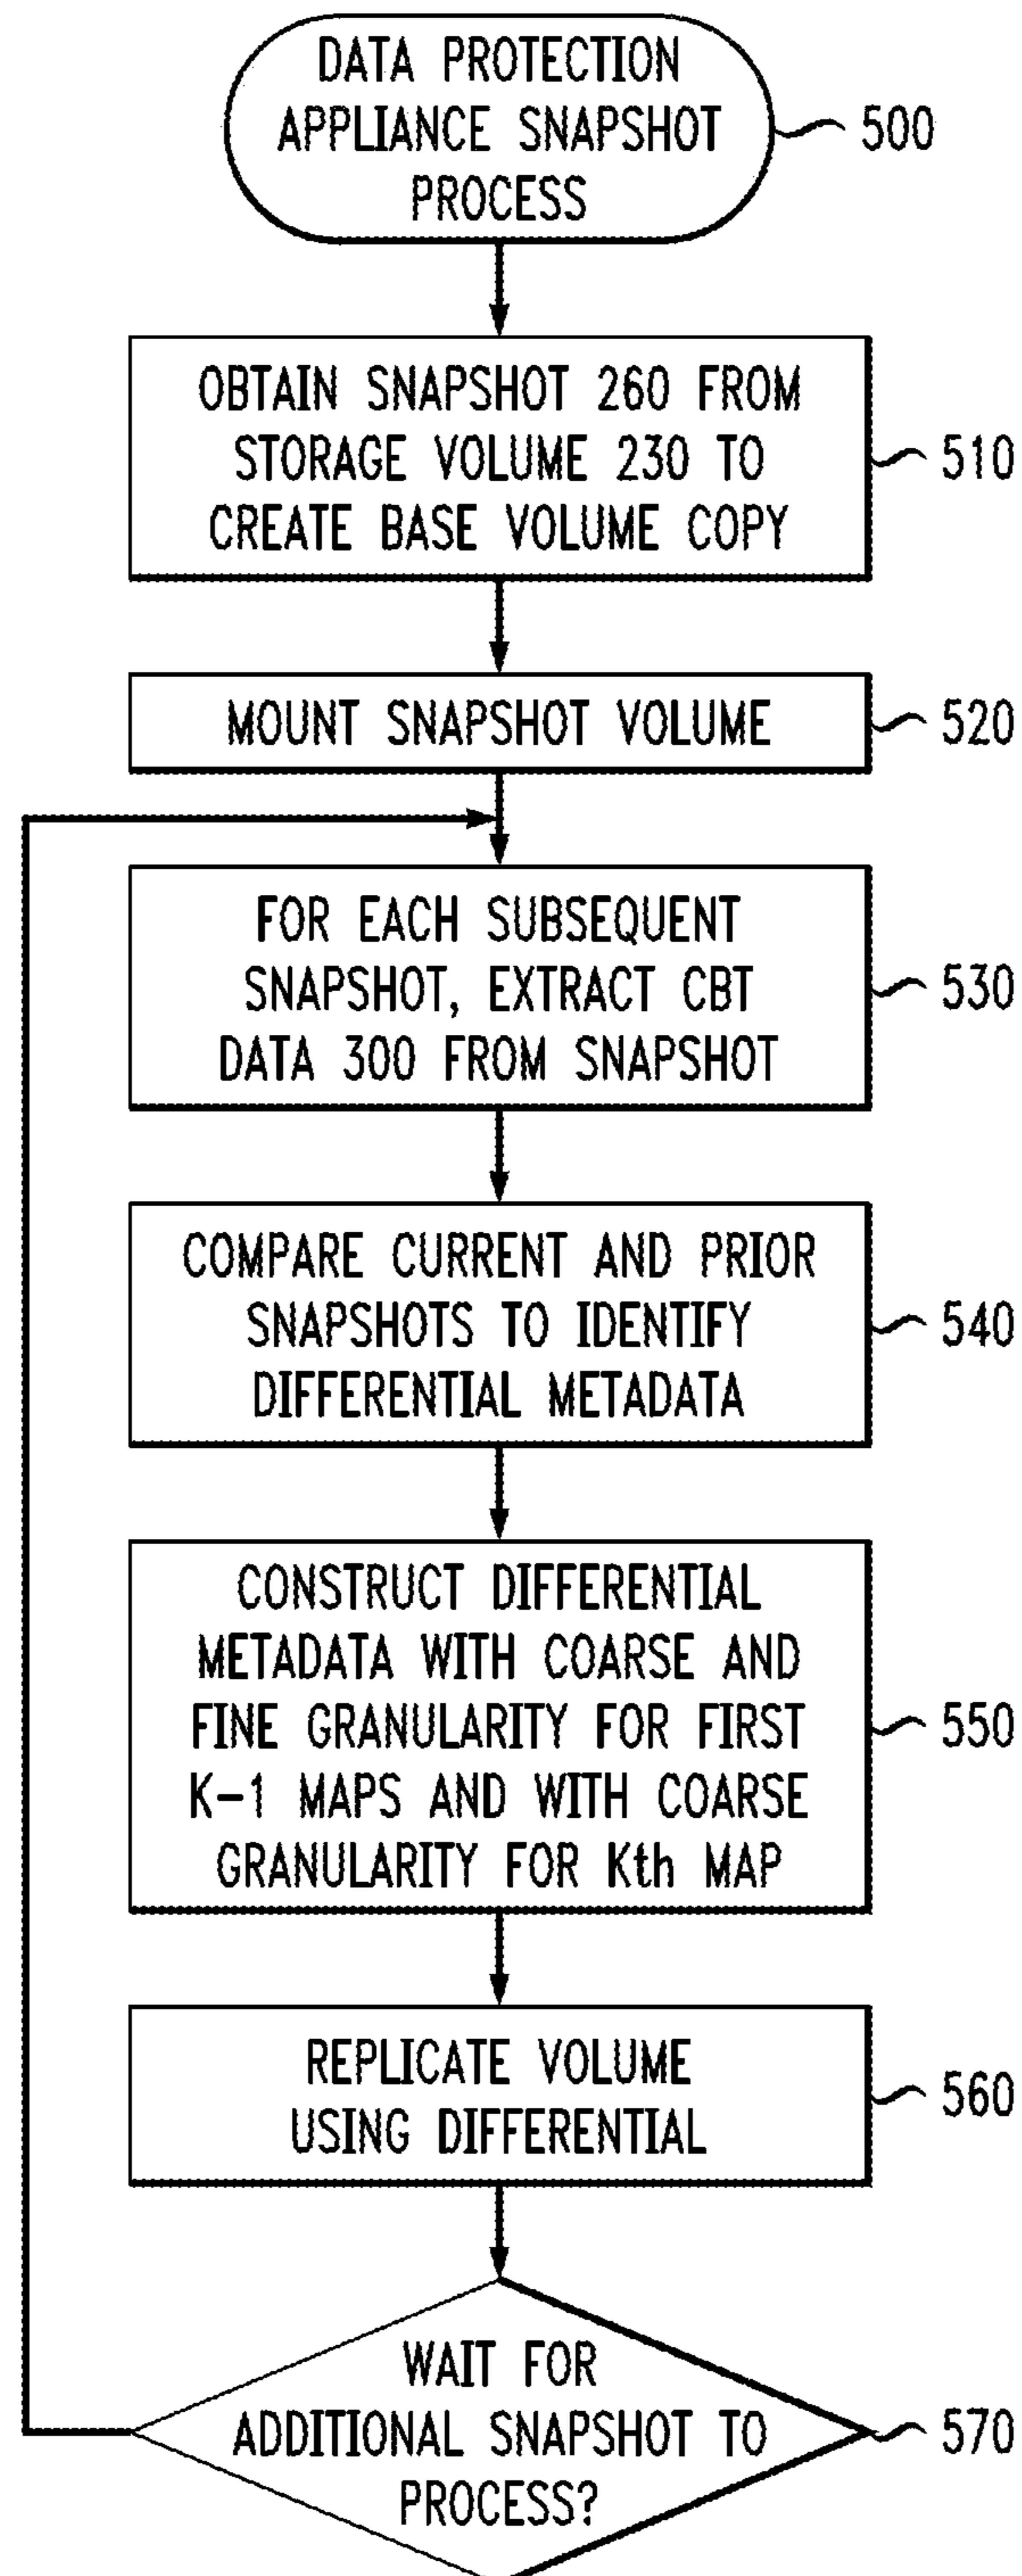 DATA PROTECTION
APPLIANCE SNAPSHOT
PROCESS
500
OBTAIN SNAPSHOT 260 FROM
STORAGE VOLUME 230 TO
CREATE BASE VOLUME COPY
510
MOUNT SNAPSHOT VOLUME
520
FOR EACH SUBSEQUENT
SNAPSHOT, EXTRACT CBT
DATA 300 FROM SNAPSHOT
530
COMPARE CURRENT AND PRIOR
SNAPSHOTS TO IDENTIFY
DIFFERENTIAL METADATA
540
CONSTRUCT DIFFERENTIAL
METADATA WITH COARSE AND
FINE GRANULARITY FOR FIRST
K-1 MAPS AND WITH COARSE
GRANULARITY FOR Kth MAP
550
REPLICATE VOLUME
USING DIFFERENTIAL
560
WAIT FOR
ADDITIONAL SNAPSHOT TO
PROCESS?
570